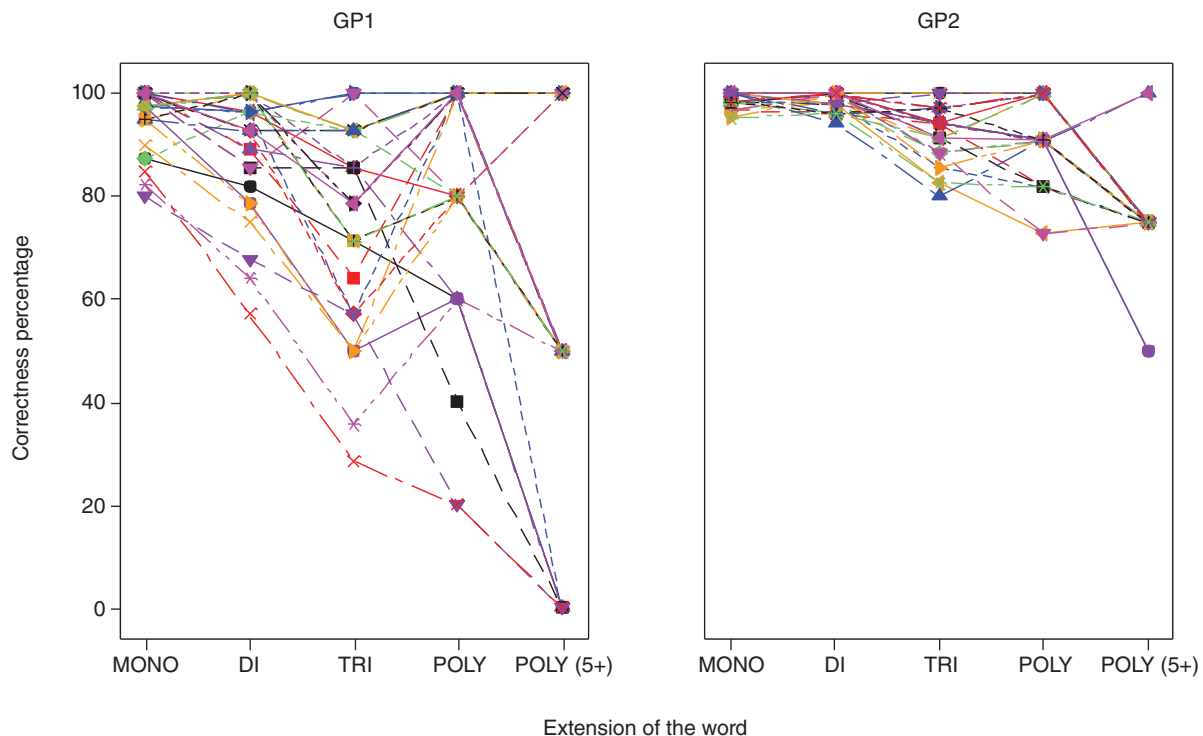 GP1
GP2
Correctness percentage
100
80
60
40
20
0
MONO DI TRI POLY POLY (5+)
MONO DI TRI POLY POLY (5+)
Extension of the word